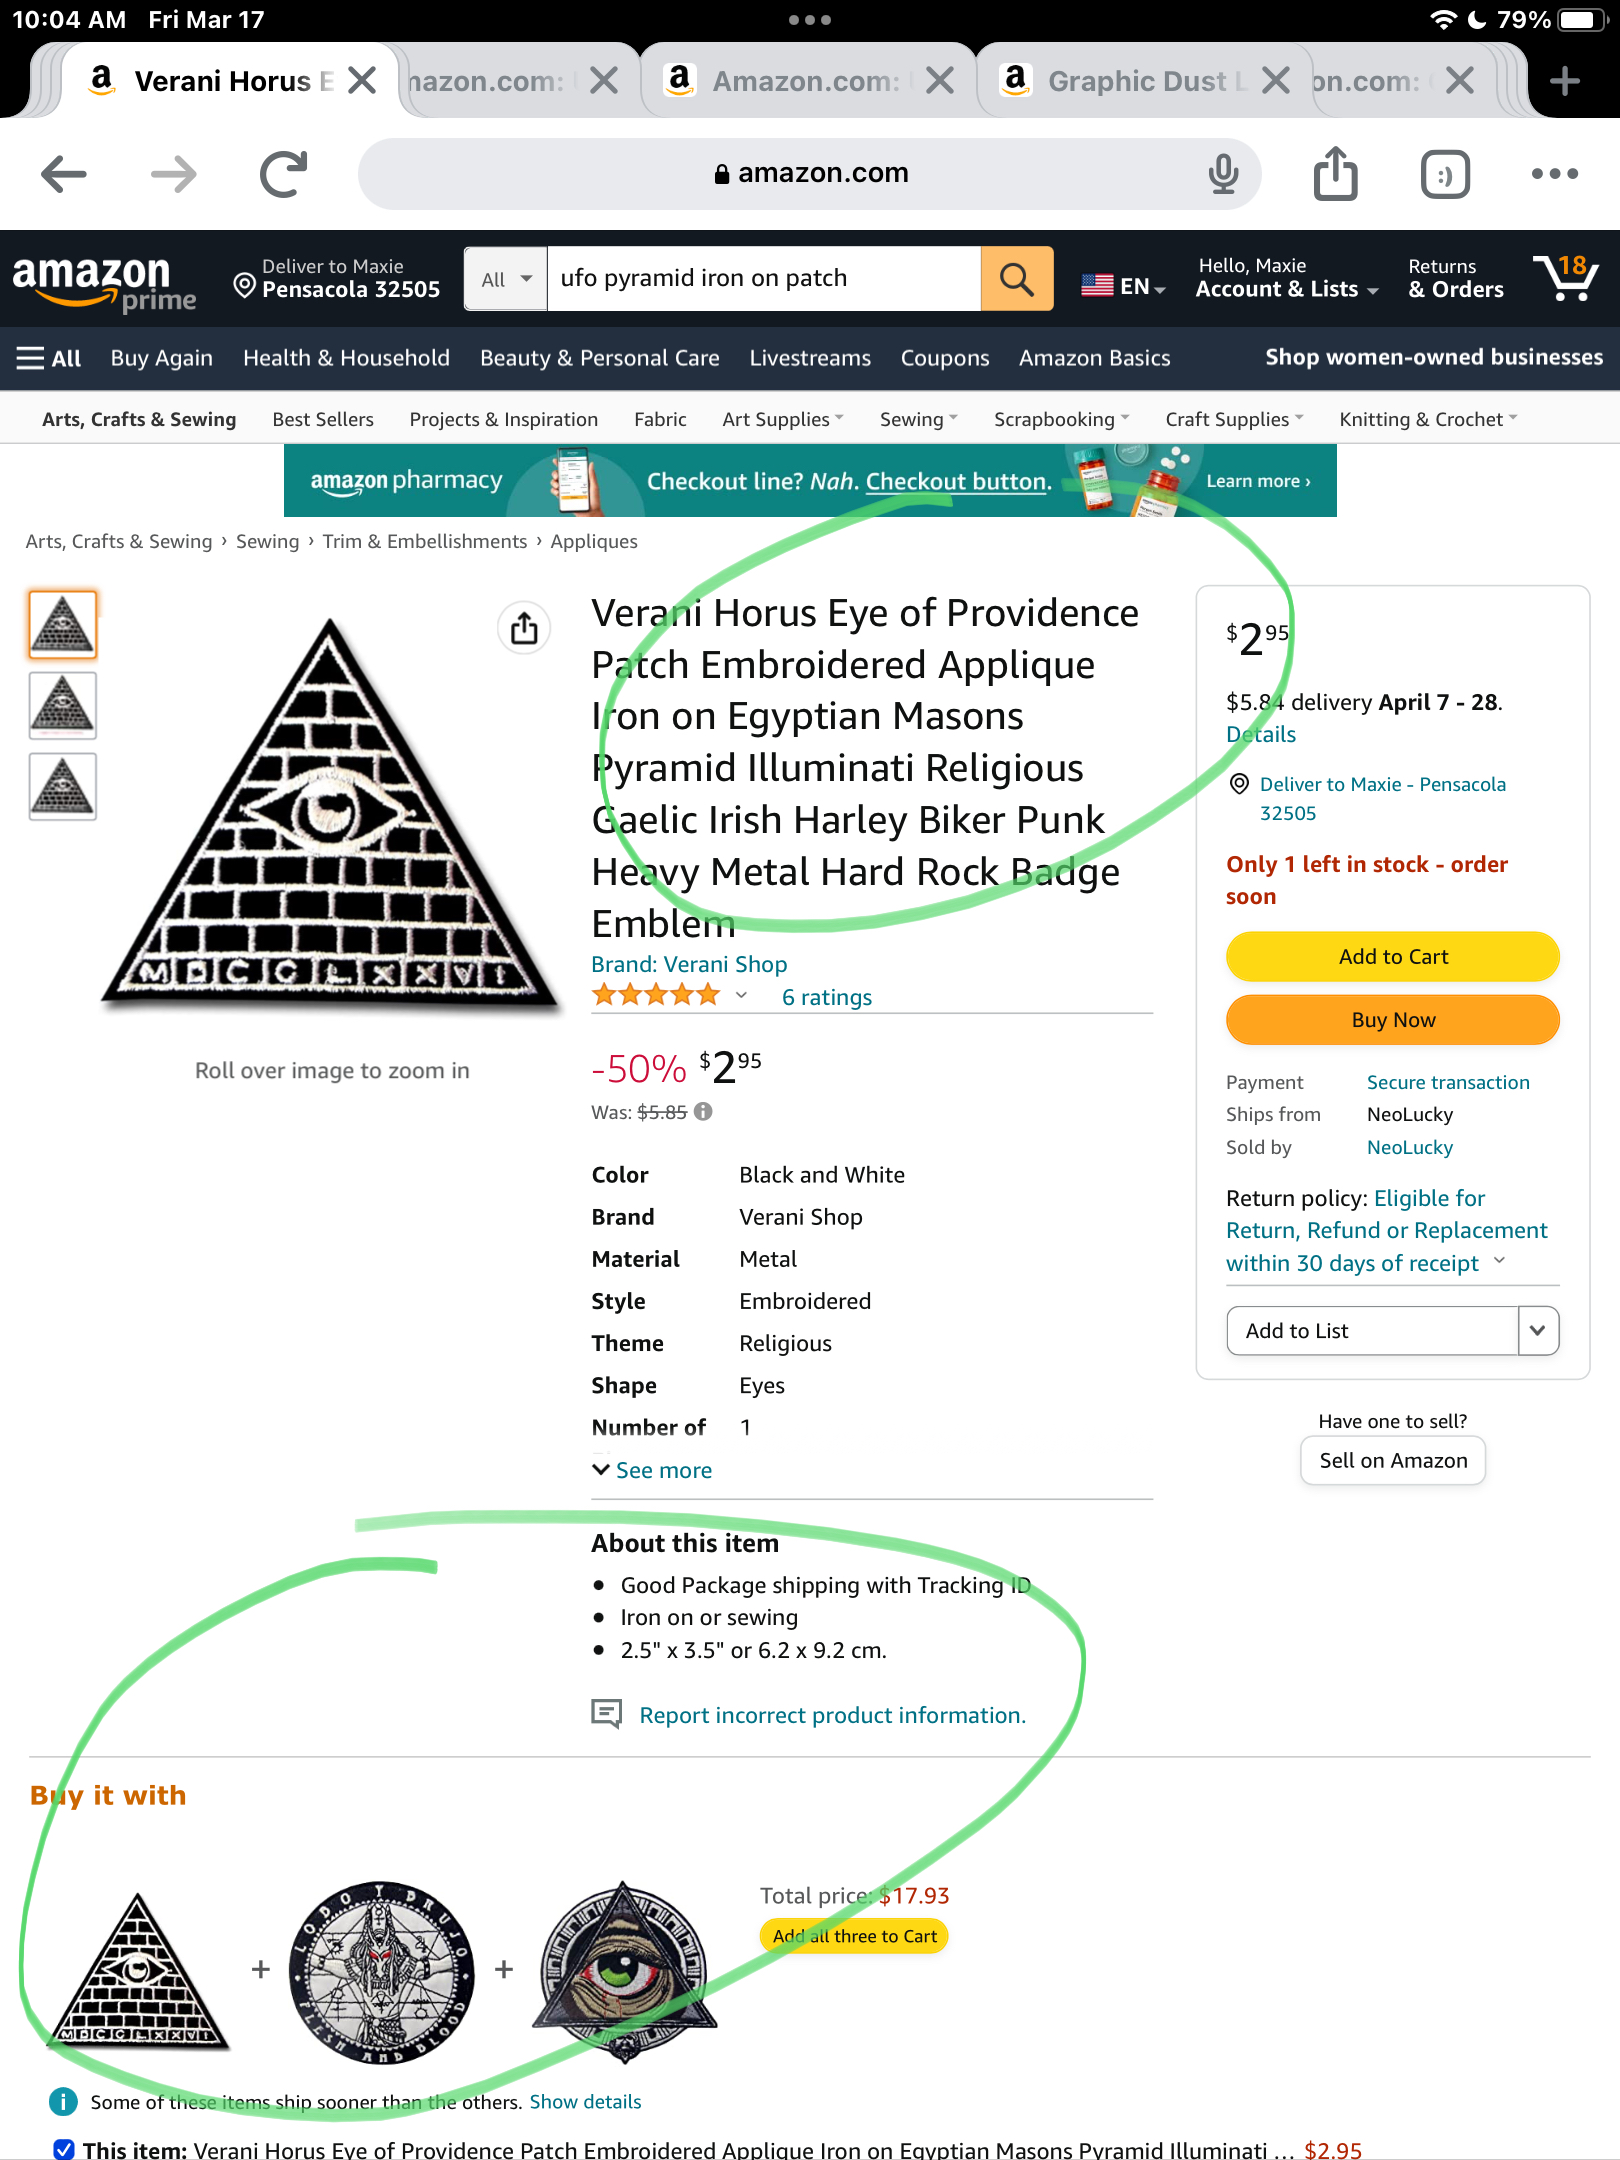 10:04 AM Fri Mar 17
79%
Verani Horus E
nazon.com:
Amazon.com:
Graphic Dust L
on.com:
amazon.com
amazon prime
Deliver to Maxie
Pensacola 32505
All
ufo pyramid iron on patch
EN
Hello, Maxie
Account & Lists
Returns
& Orders
18
All Buy Again Health & Household Beauty & Personal Care Livestreams Coupons Amazon Basics Shop women-owned businesses
Arts, Crafts & Sewing Best Sellers Projects & Inspiration Fabric Art Supplies Sewing Scrapbooking Craft Supplies Knitting & Crochet
amazon pharmacy Checkout line? Nah. Checkout button. Learn more ›
Arts, Crafts & Sewing › Sewing › Trim & Embellishments › Appliques
MDCCLXXVI
Roll over image to zoom in
Verani Horus Eye of Providence
Patch Embroidered Applique
Iron on Egyptian Masons
Pyramid Illuminati Religious
Gaelic Irish Harley Biker Punk
Heavy Metal Hard Rock Badge
Emblem
Brand: Verani Shop
6 ratings
-50% $2 95
Was: $5.85
Color Black and White
Brand Verani Shop
Material Metal
Style Embroidered
Theme Religious
Shape Eyes
Number of 1
See more
About this item
• Good Package shipping with Tracking ID
• Iron on or sewing
• 2.5" x 3.5" or 6.2 x 9.2 cm.
Report incorrect product information.
$2 95
$5.84 delivery April 7 - 28.
Details
Deliver to Maxie - Pensacola
32505
Only 1 left in stock - order
soon
Add to Cart
Buy Now
Payment Secure transaction
Ships from NeoLucky
Sold by NeoLucky
Return policy: Eligible for
Return, Refund or Replacement
within 30 days of receipt
Add to List
Have one to sell?
Sell on Amazon
Buy it with
MDCCLXXVI
+
LODO Y BRUJO
FLESH AND BLOOD
+
Total price: $17.93
Add all three to Cart
Some of these items ship sooner than the others. Show details
This item: Verani Horus Eye of Providence Patch Embroidered Applique Iron on Egyptian Masons Pyramid Illuminati ... $2.95